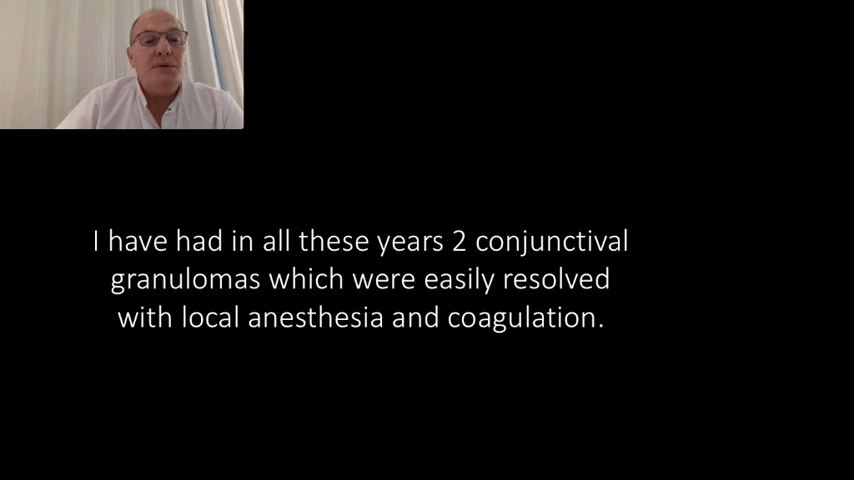 I have had in all these years 2 conjunctival
granulomas which were easily resolved
with local anesthesia and coagulation.